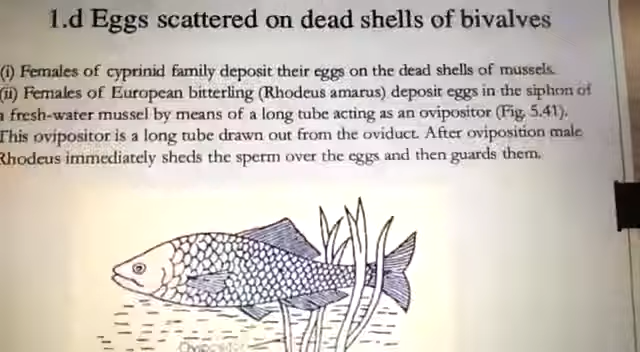 1.d Eggs scattered on dead shells of bivalves
(i) Females of cyprinid family deposit their eggs on the dead shells of mussels.
(ii) Females of European bitterling (Rhodeus amarus) deposit eggs in the siphon of
a fresh-water mussel by means of a long tube acting as an ovipositor (Fig. 5.41).
This ovipositor is a long tube drawn out from the oviduct. After oviposition male
Rhodeus immediately sheds the sperm over the eggs and then guards them.